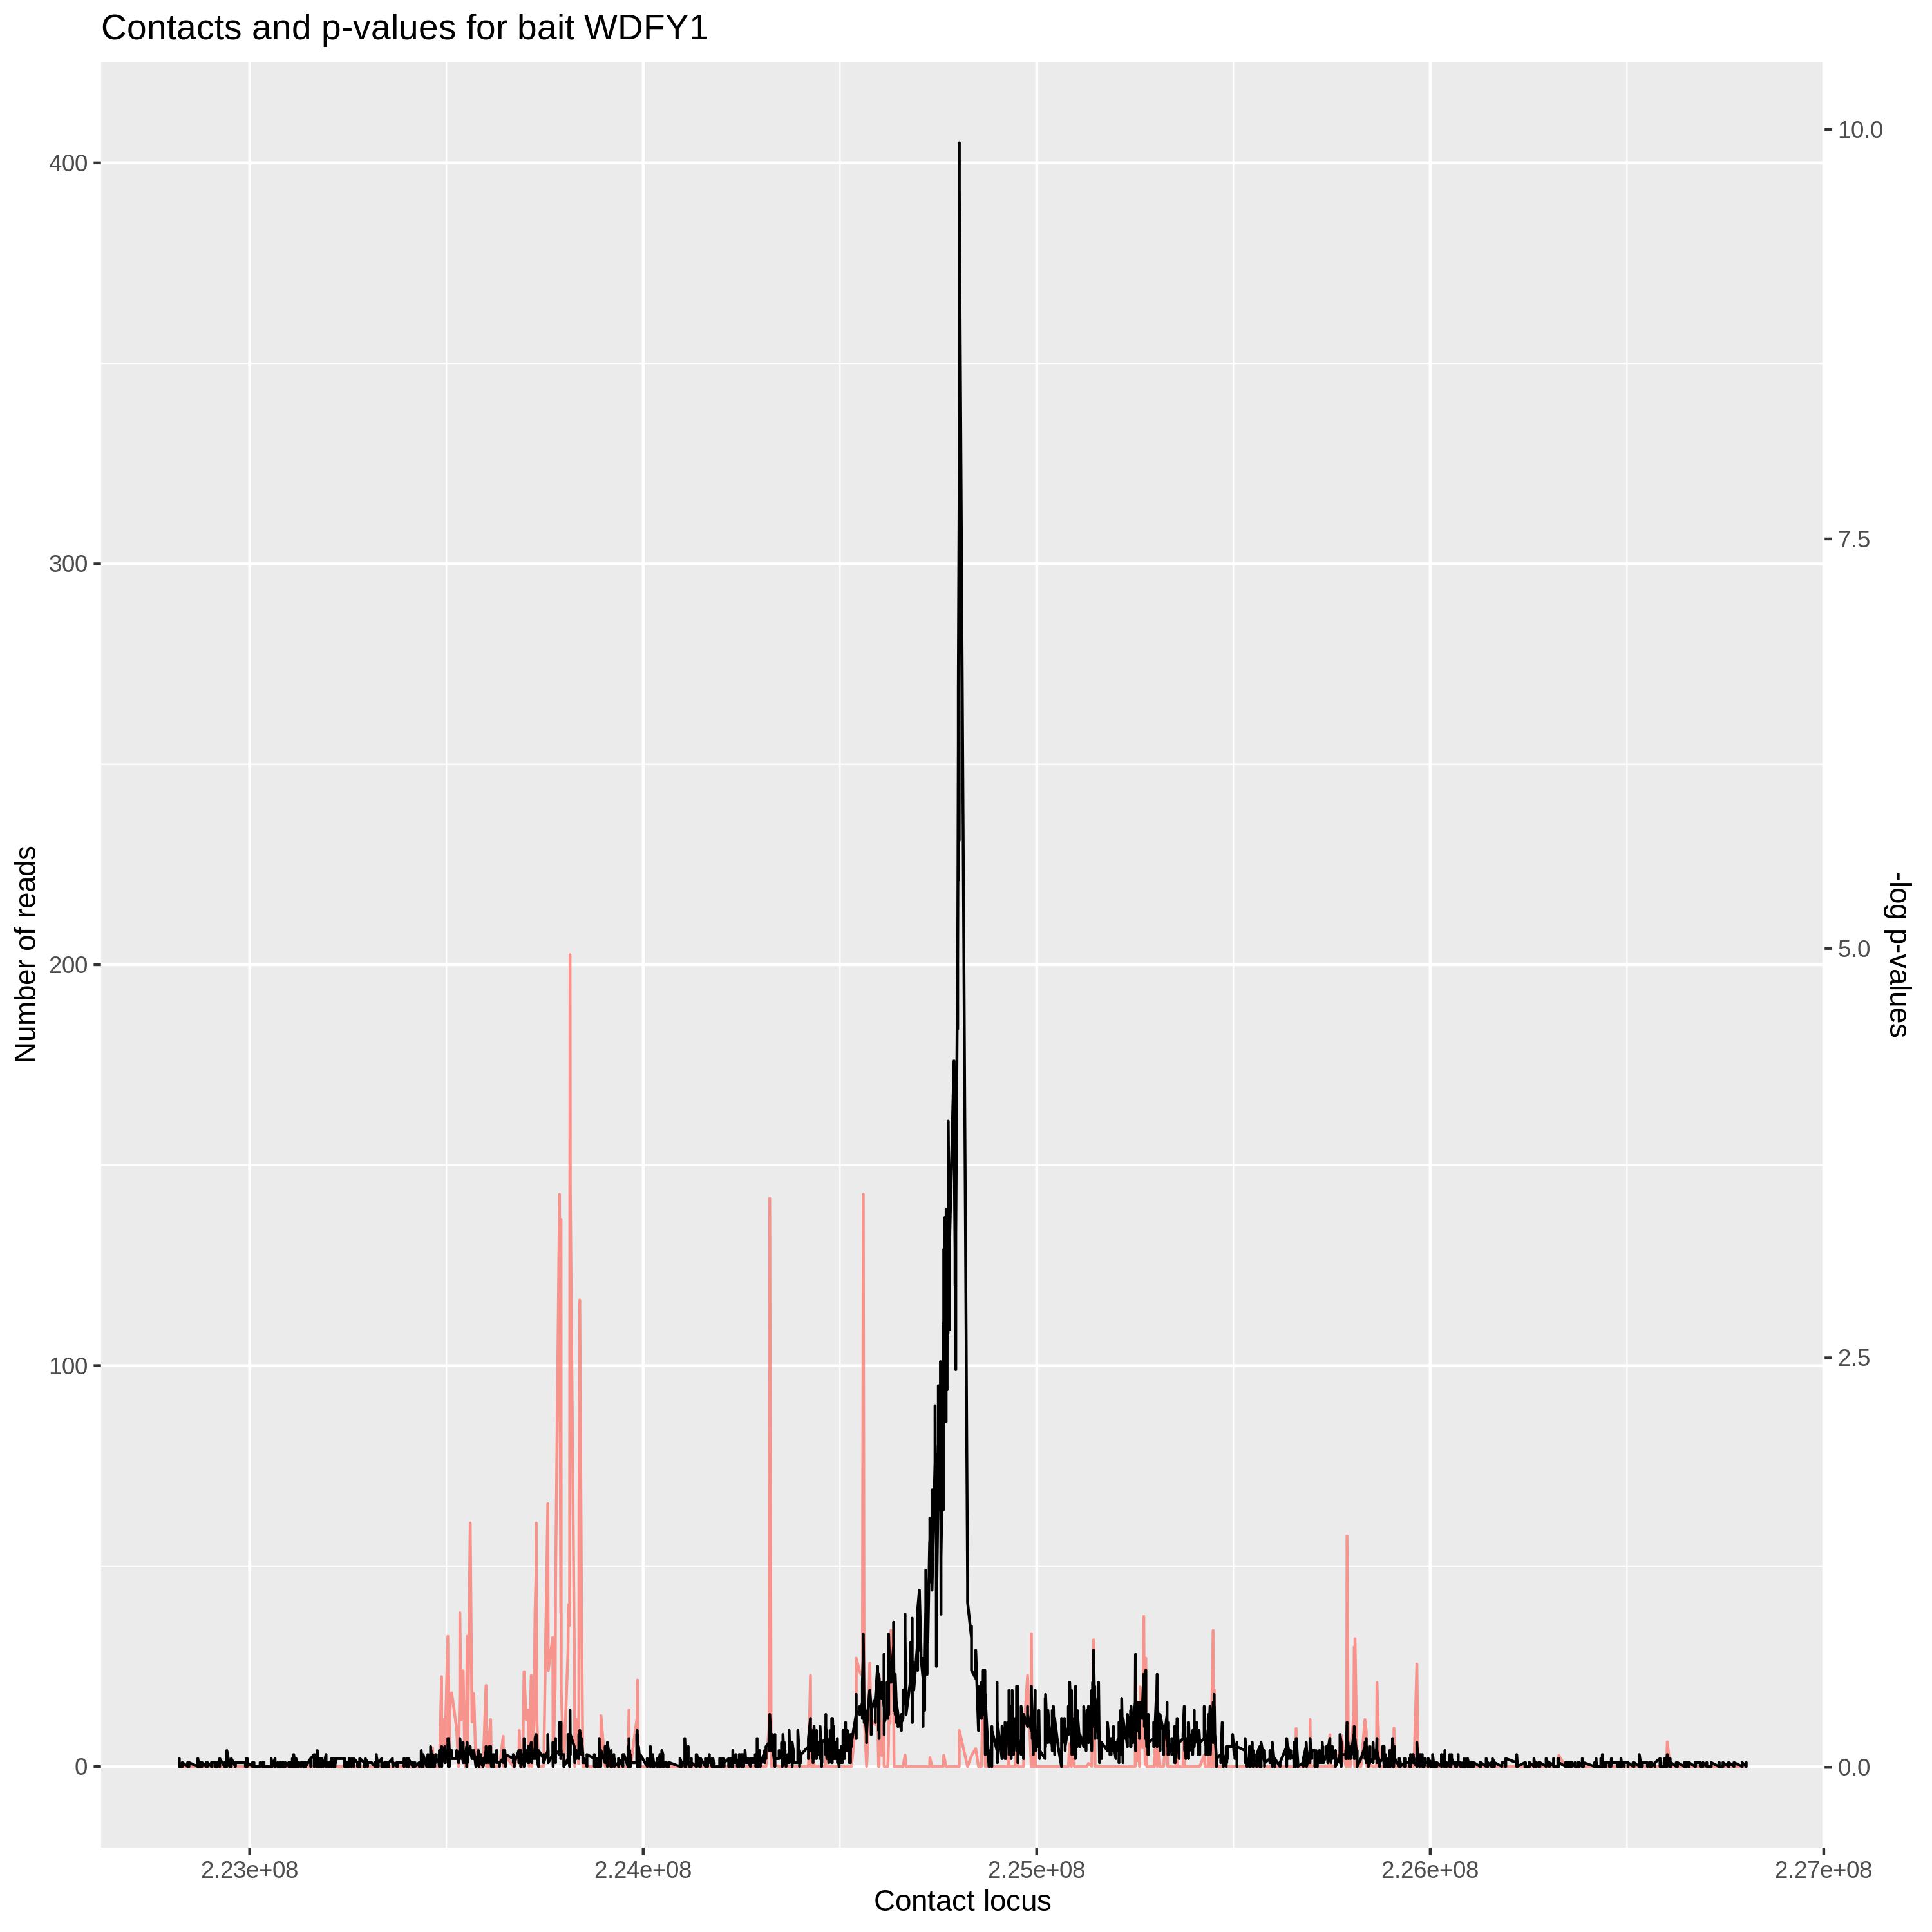 Contacts and p-values for bait WDFY1
400
300
200
100
0
Number of reads
10.0
7.5
5.0
2.5
0.0
-log p-values
2.23e+08 2.24e+08 2.25e+08 2.26e+08 2.27e+08
Contact locus